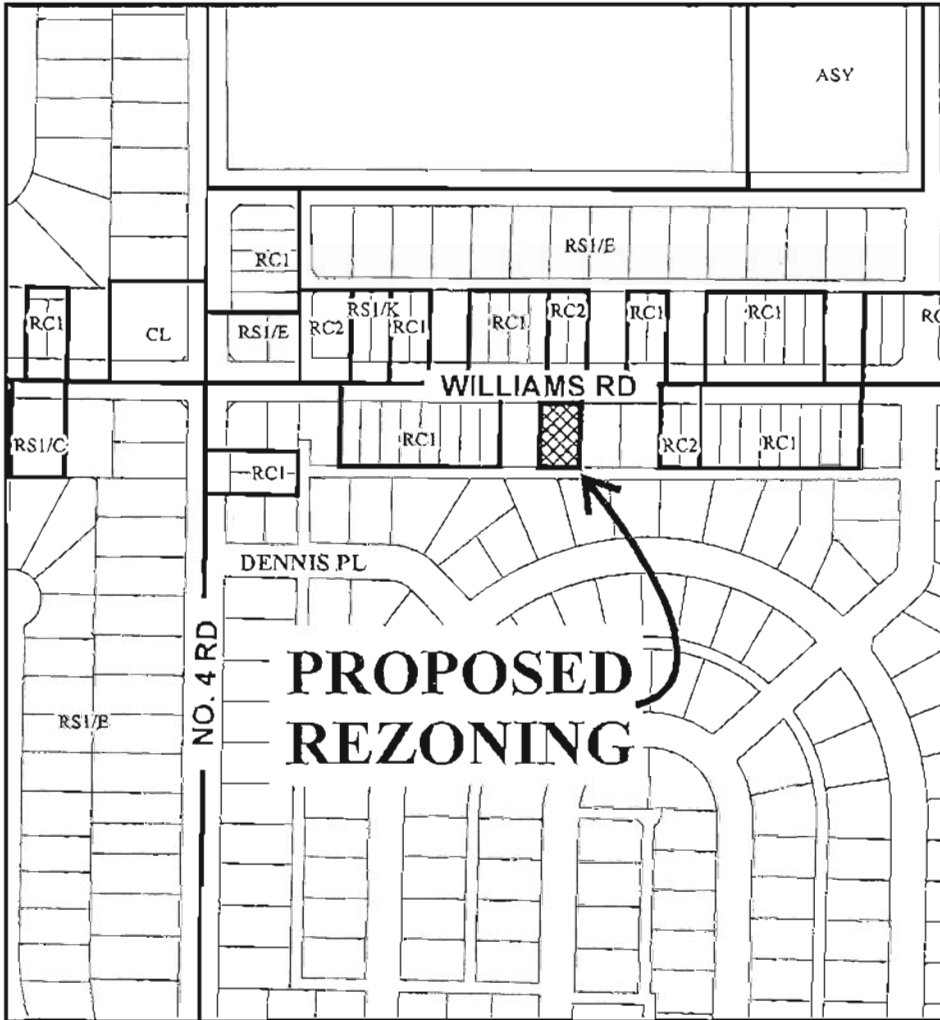 ASY
RC1
RS1/E
RC1
CL
RS1/E
RC2
RS1/K
RC1
RC1
RC2
RC1
RC1
WILLIAMS RD
RS1/C
RC1
RC2
RC1
RC1
DENNIS PL
NO. 4 RD
PROPOSED
REZONING
RS1/E